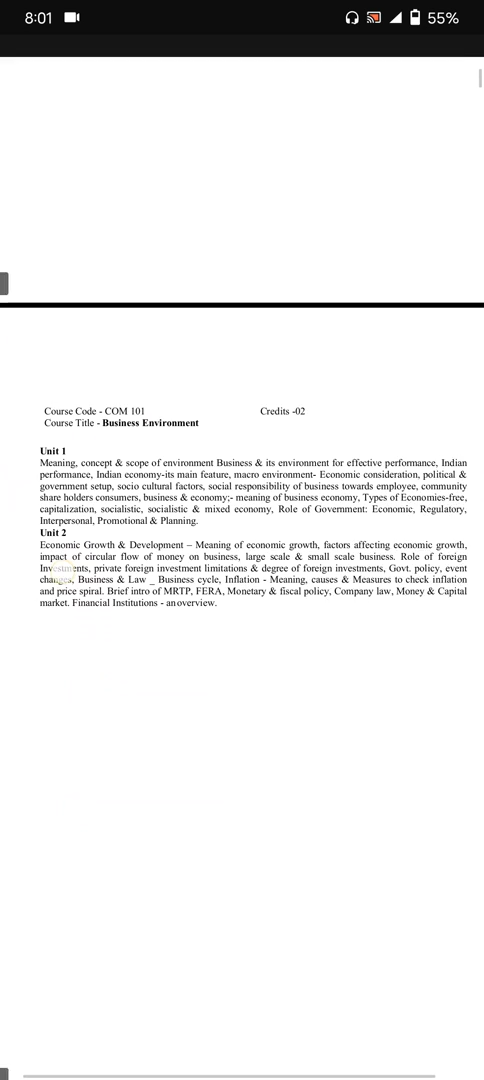 8:01
55%
Course Code - COM 101 Credits -02
Course Title - Business Environment
Unit 1
Meaning, concept & scope of environment Business & its environment for effective performance, Indian
performance, Indian economy-its main feature, macro environment- Economic consideration, political &
government setup, socio cultural factors, social responsibility of business towards employee, community
share holders consumers, business & economy;- meaning of business economy, Types of Economies-free,
capitalization, socialistic, socialistic & mixed economy, Role of Government: Economic, Regulatory,
Interpersonal, Promotional & Planning.
Unit 2
Economic Growth & Development – Meaning of economic growth, factors affecting economic growth,
impact of circular flow of money on business, large scale & small scale business. Role of foreign
Investments, private foreign investment limitations & degree of foreign investments, Govt. policy, event
changes, Business & Law _ Business cycle, Inflation - Meaning, causes & Measures to check inflation
and price spiral. Brief intro of MRTP, FERA, Monetary & fiscal policy, Company law, Money & Capital
market. Financial Institutions - an overview.